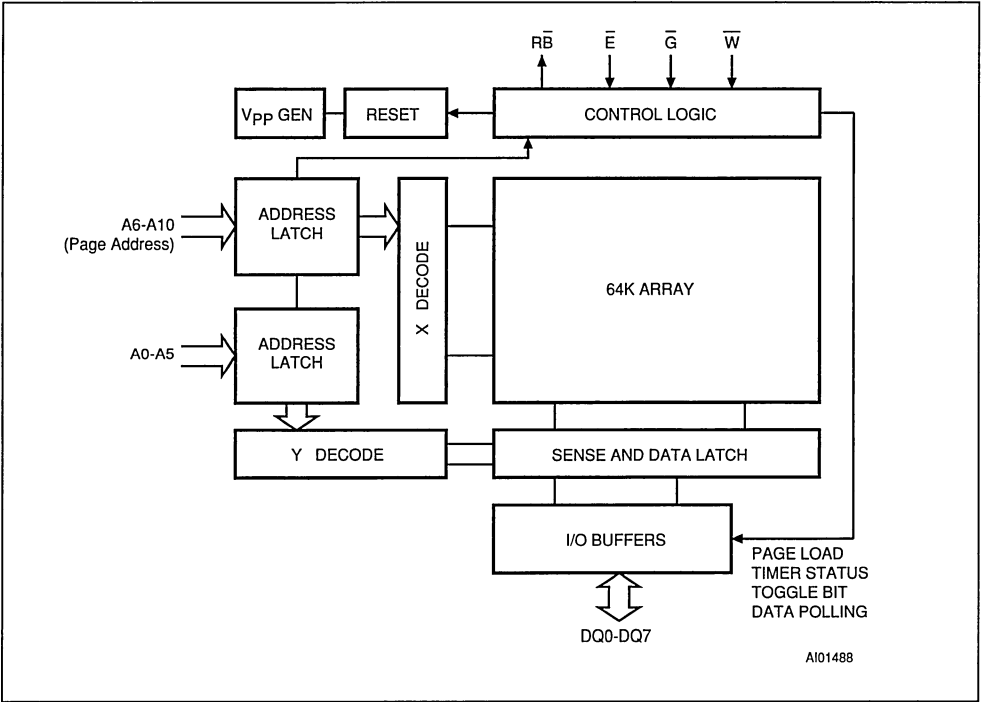 RB̅ E̅ G̅ W̅
VPP GEN
RESET
CONTROL LOGIC
A6-A10
(Page Address)
ADDRESS
LATCH
X DECODE
64K ARRAY
A0-A5
ADDRESS
LATCH
Y DECODE
SENSE AND DATA LATCH
I/O BUFFERS
PAGE LOAD
TIMER STATUS
TOGGLE BIT
DATA POLLING
DQ0-DQ7
AI01488